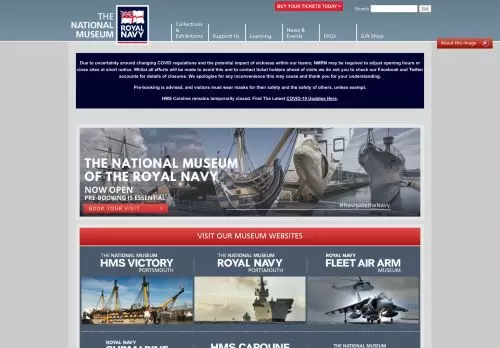 BUY YOUR TICKETS TODAY >
Search:
GO
THE
NATIONAL
MUSEUM
ROYAL
NAVY
Collections
&
Exhibitions
Support Us
Learning
News &
Events
FAQs
Gift Shop
About this image
Due to uncertainty around changing COVID regulations and the potential impact of sickness within our teams; NMRN may be required to adjust opening hours or
close sites at short notice. Whilst all efforts will be made to avoid this and to contact ticket holders ahead of visits we do ask you to check our Facebook and Twitter
accounts for details of closures. We apologise for any inconvenience this may cause and thank you for your understanding.
Pre-booking is advised, and visitors must wear masks for their safety and the safety of others, unless exempt.
HMS Caroline remains temporarily closed. Find The Latest COVID-19 Updates Here.
THE NATIONAL MUSEUM
OF THE ROYAL NAVY
NOW OPEN
PRE-BOOKING IS ESSENTIAL
BOOK YOUR VISIT >
#NavigatetheNavy
VISIT OUR MUSEUM WEBSITES
THE NATIONAL MUSEUM
HMS VICTORY
PORTSMOUTH
THE NATIONAL MUSEUM
ROYAL NAVY
PORTSMOUTH
ROYAL NAVY
FLEET AIR ARM
MUSEUM
ROYAL NAVY
SUBMARINE
HMS CAROLINE
THE NATIONAL MUSEUM